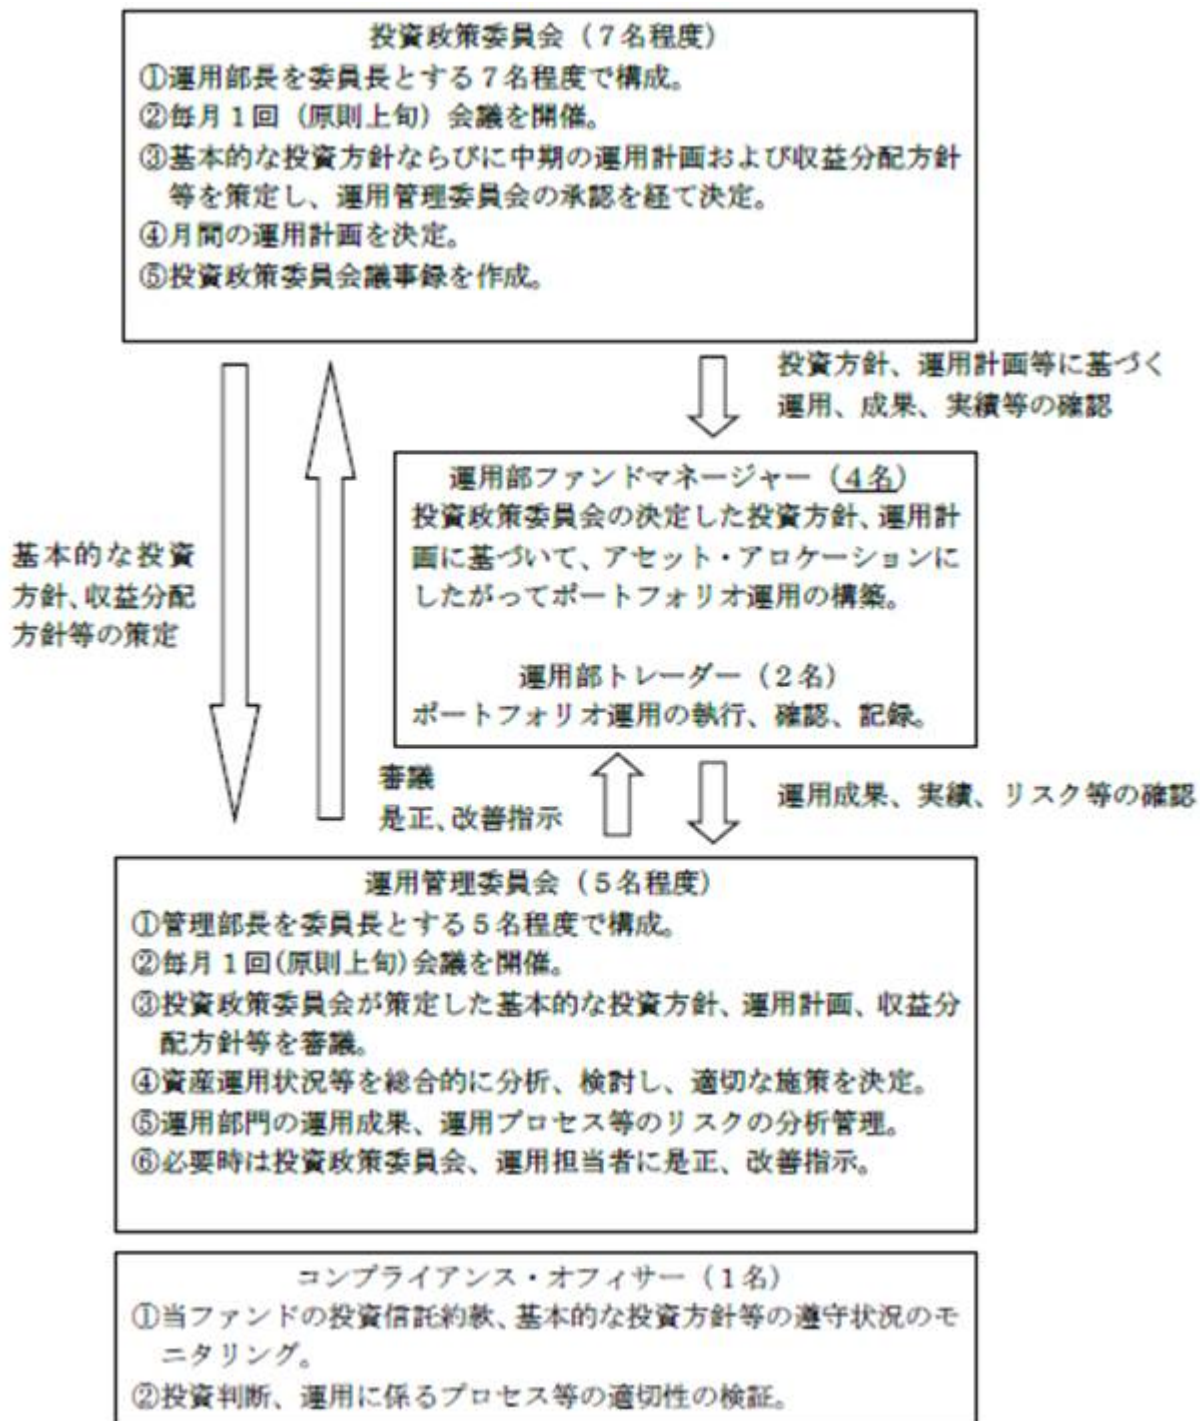 投資政策委員会（７名程度）
①運用部長を委員長とする７名程度で構成。
②毎月１回（原則上旬）会議を開催。
③基本的な投資方針ならびに中期の運用計画および収益分配方針
等を策定し、運用管理委員会の承認を経て決定。
④月間の運用計画を決定。
⑤投資政策委員会議事録を作成。
投資方針、運用計画等に基づく
運用、成果、実績等の確認
運用部ファンドマネージャー（４名）
投資政策委員会の決定した投資方針、運用計
画に基づいて、アセット・アロケーションに
したがってポートフォリオ運用の構築。
運用部トレーダー（２名）
ポートフォリオ運用の執行、確認、記録。
基本的な投資
方針、収益分配
方針等の策定
審議
是正、改善指示
運用成果、実績、リスク等の確認
運用管理委員会（５名程度）
①管理部長を委員長とする５名程度で構成。
②毎月１回(原則上旬)会議を開催。
③投資政策委員会が策定した基本的な投資方針、運用計画、収益分
配方針等を審議。
④資産運用状況等を総合的に分析、検討し、適切な施策を決定。
⑤運用部門の運用成果、運用プロセス等のリスクの分析管理。
⑥必要時は投資政策委員会、運用担当者に是正、改善指示。
コンプライアンス・オフィサー（１名）
①当ファンドの投資信託約款、基本的な投資方針等の遵守状況のモ
ニタリング。
②投資判断、運用に係るプロセス等の適切性の検証。